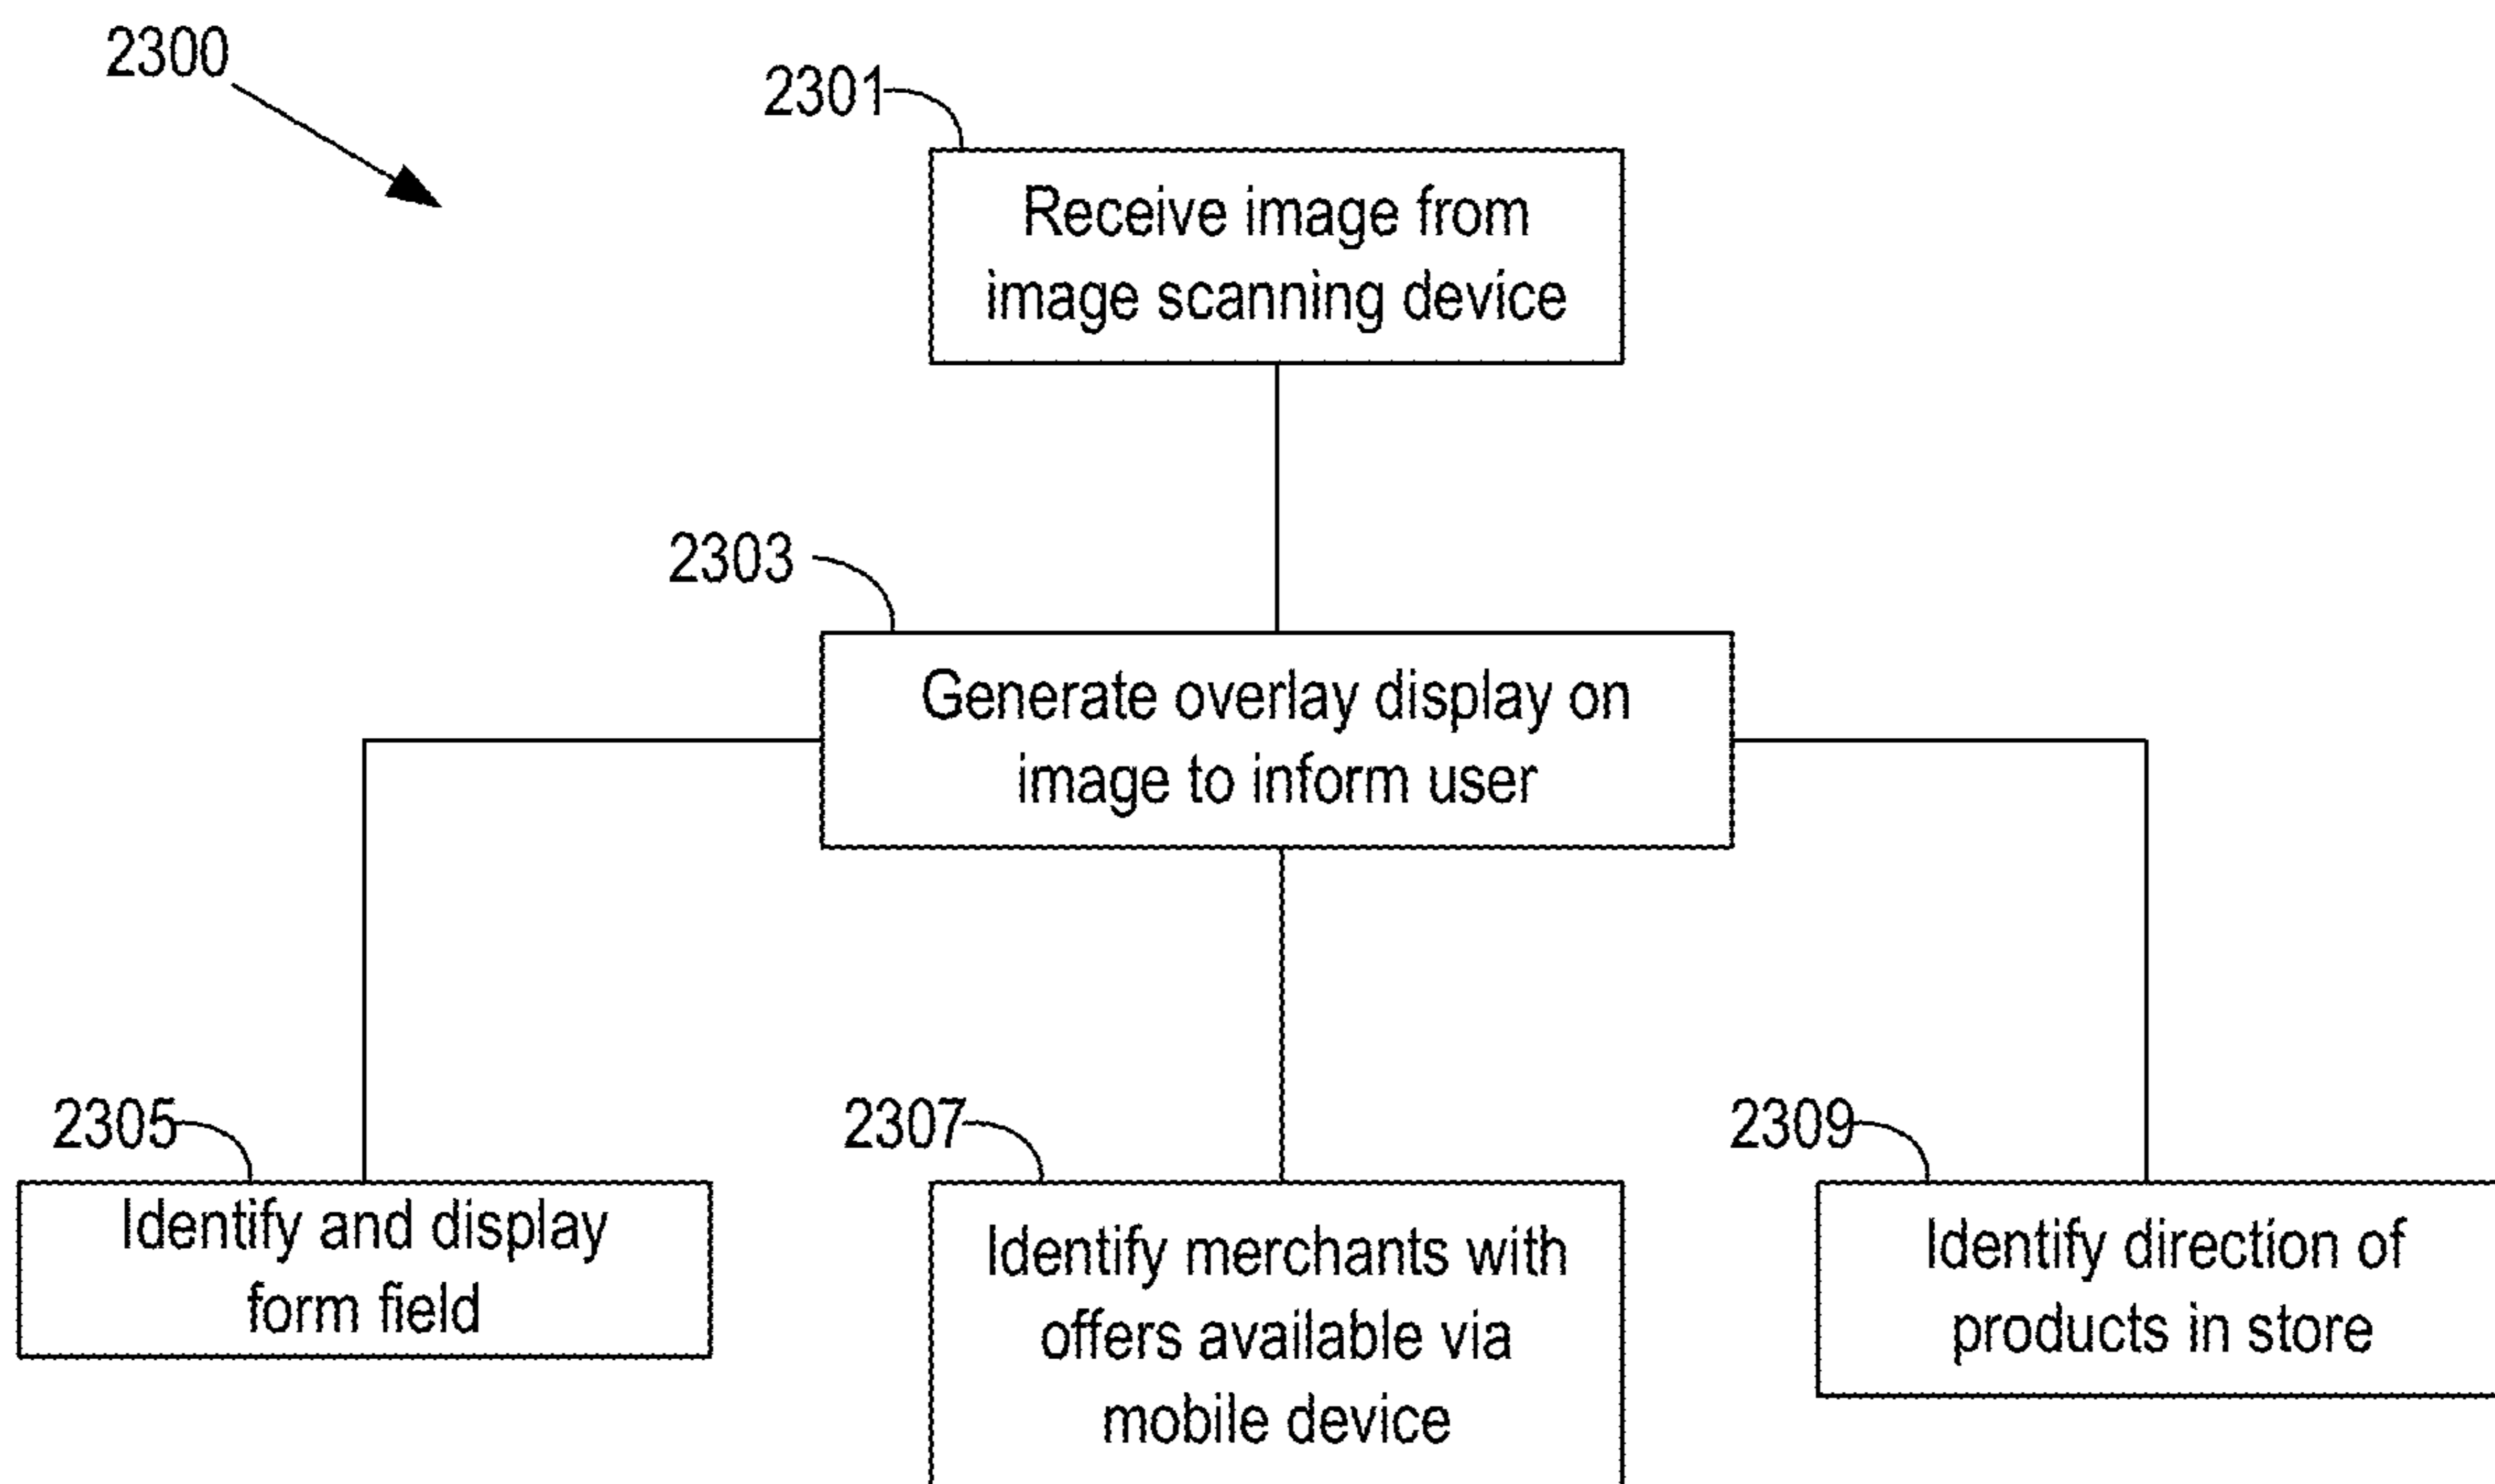 2300
2301
Receive image from
image scanning device
2303
Generate overlay display on
image to inform user
2305
Identify and display
form field
2307
Identify merchants with
offers available via
mobile device
2309
Identify direction of
products in store